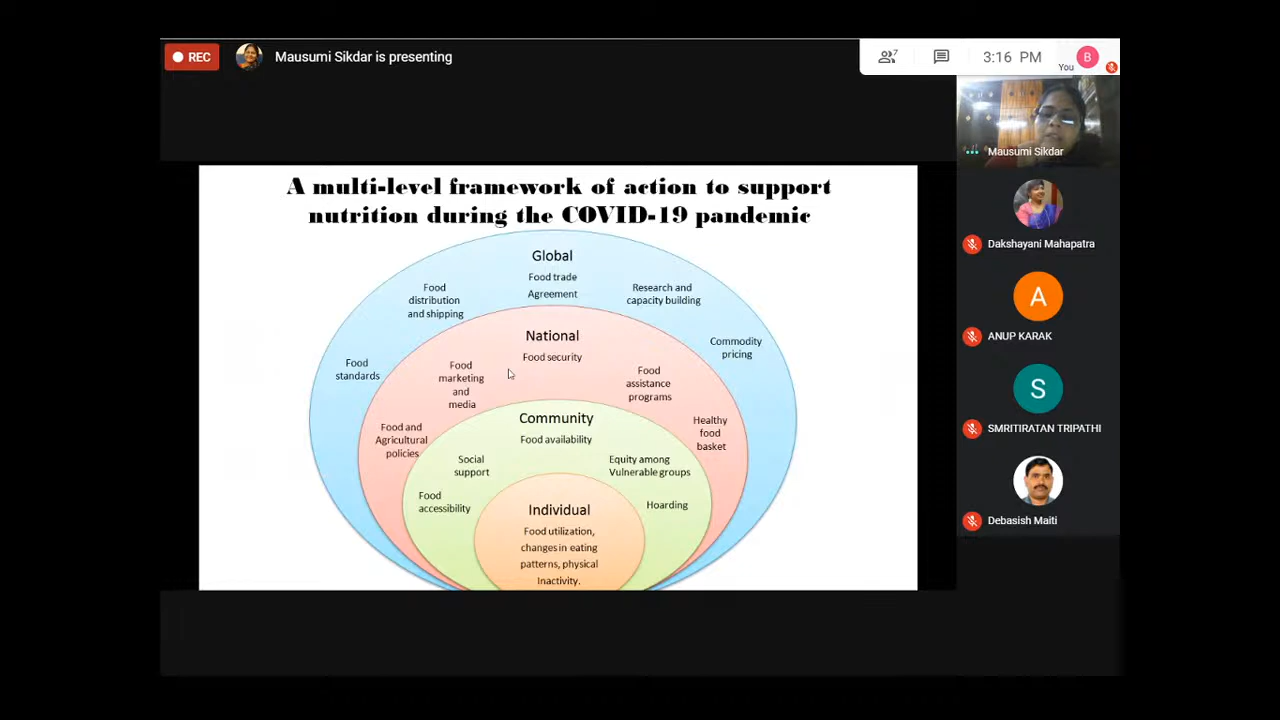 REC
Mausumi Sikdar is presenting
7
3:16 PM
You
B
Mausumi Sikdar
Dakshayani Mahapatra
A
ANUP KARAK
S
SMRITIRATAN TRIPATHI
Debasish Maiti
A multi-level framework of action to support
nutrition during the COVID-19 pandemic
Global
Food trade
Agreement
Food
distribution
and shipping
Research and
capacity building
Food
standards
Commodity
pricing
National
Food security
Food
marketing
and
media
Food
assistance
programs
Food and
Agricultural
policies
Healthy
food
basket
Community
Food availability
Social
support
Equity among
Vulnerable groups
Food
accessibility
Hoarding
Individual
Food utilization,
changes in eating
patterns, physical
Inactivity.